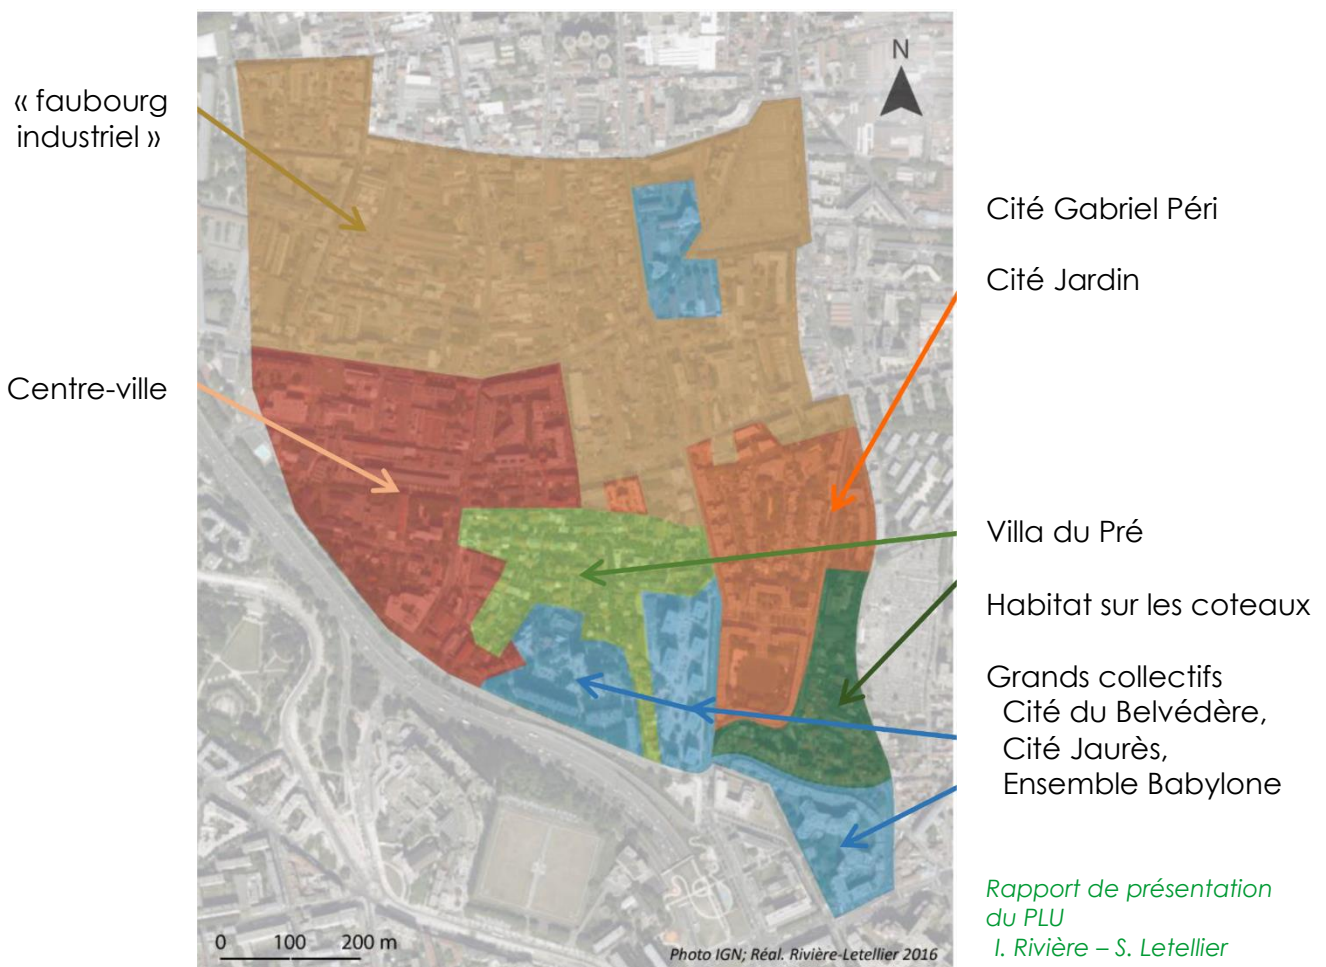 « faubourg
industriel »
Centre-ville
N
Cité Gabriel Péri
Cité Jardin
Villa du Pré
Habitat sur les coteaux
Grands collectifs
Cité du Belvédère,
Cité Jaurès,
Ensemble Babylone
Rapport de présentation
du PLU
I. Rivière – S. Letellier
0 100 200 m
Photo IGN; Réal. Rivière-Letellier 2016